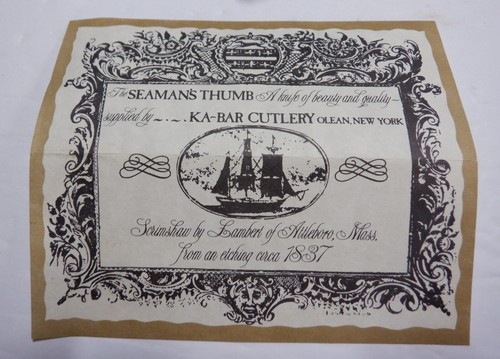 The SEAMAN'S THUMB A knife of beauty and quality—
supplied by ~.~. KA-BAR CUTLERY OLEAN, NEW YORK
Scrimshaw by Lambert of Attleboro, Mass.
from an etching circa 1837